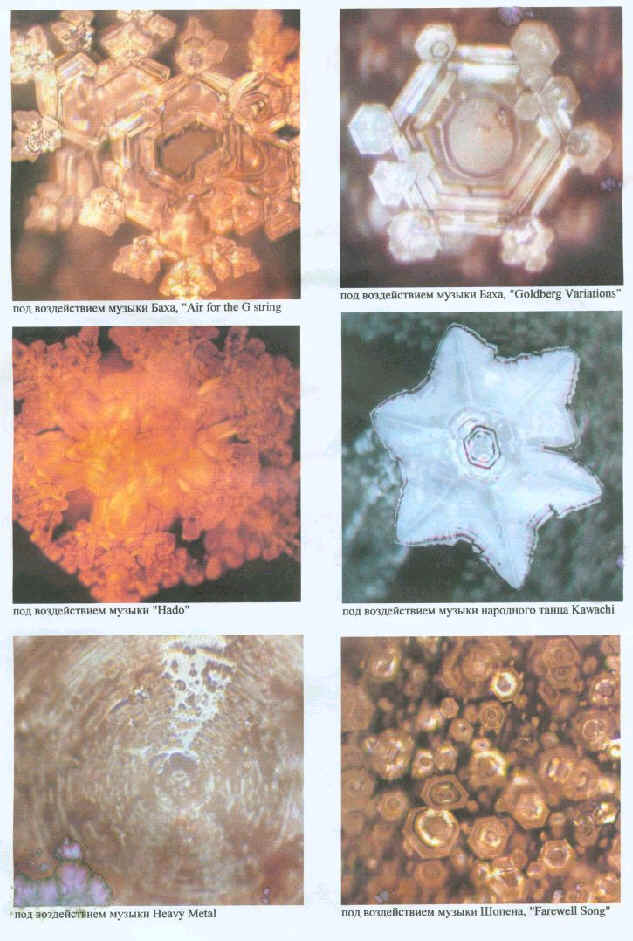 под воздействием музыки Баха, "Air for the G string
под воздействием музыки Баха, "Goldberg Variations"
под воздействием музыки "Hado"
под воздействием музыки народного танца Kawachi
под воздействием музыки Heavy Metal
под воздействием музыки Шопена, "Farewell Song"